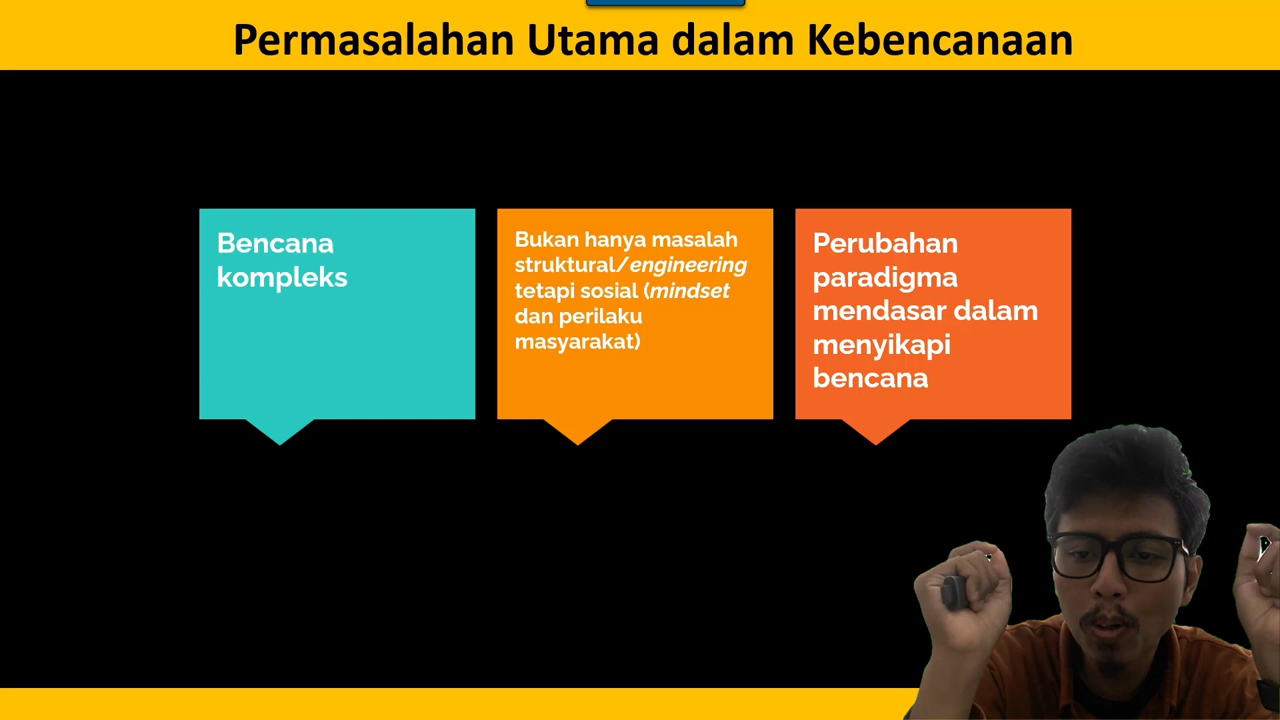 Permasalahan Utama dalam Kebencanaan
Bencana
kompleks
Bukan hanya masalah
struktural/engineering
tetapi sosial (mindset
dan perilaku
masyarakat)
Perubahan
paradigma
mendasar dalam
menyikapi
bencana